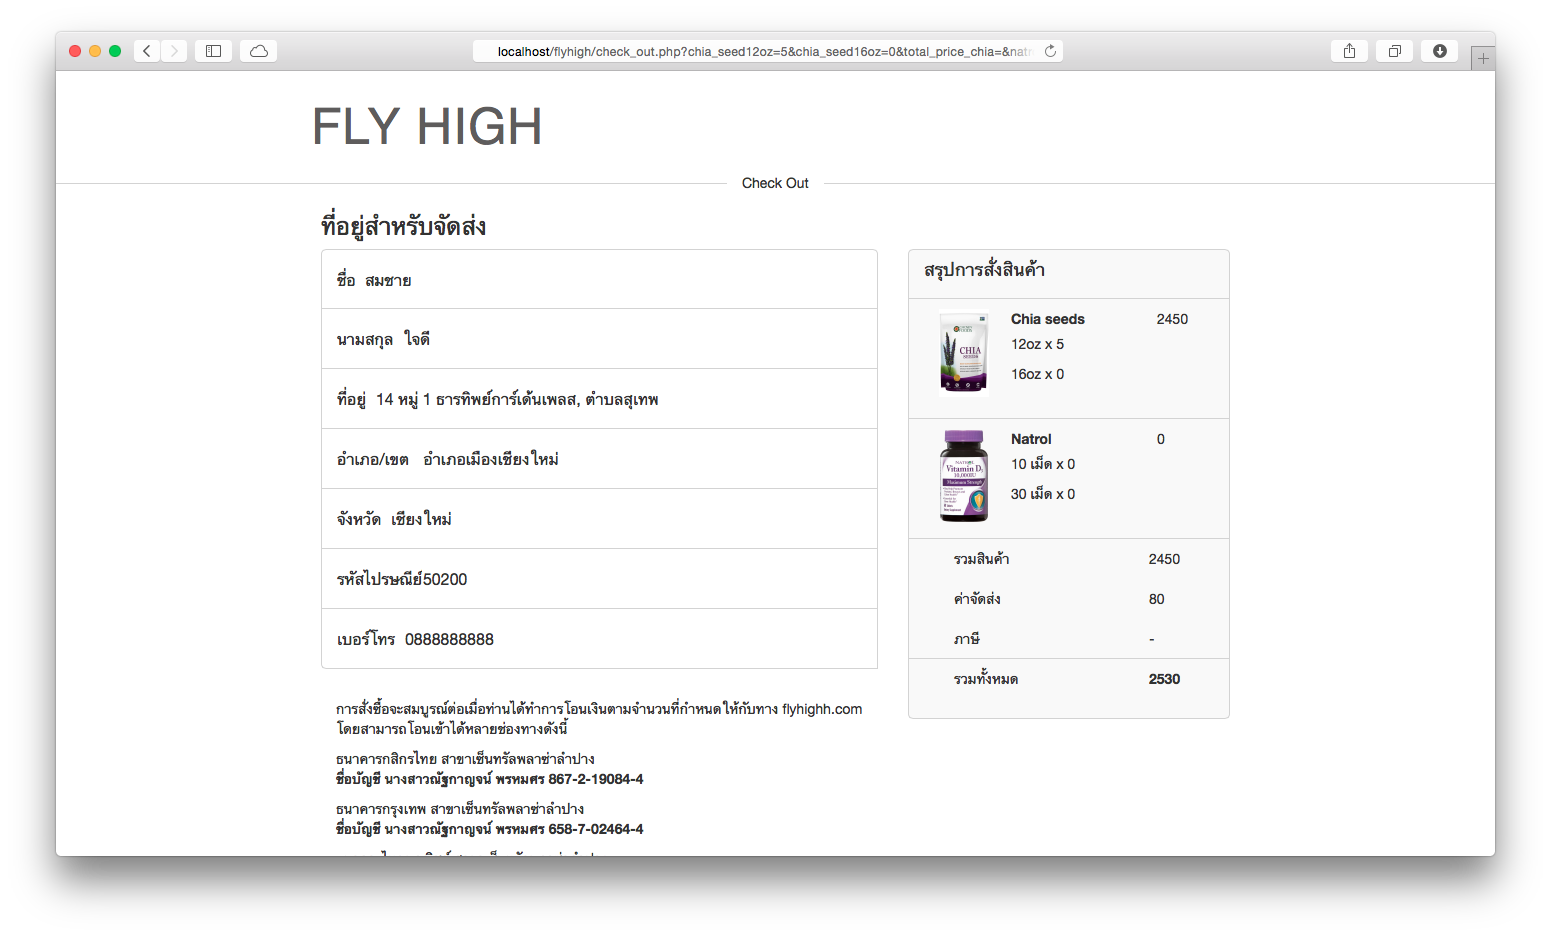 localhost/flyhigh/check_out.php?chia_seed12oz=5&chia_seed16oz=0&total_price_chia=&natr
FLY HIGH
Check Out
ที่อยู่สำหรับจัดส่ง
ชื่อ สมชาย
นามสกุล ใจดี
ที่อยู่ 14 หมู่ 1 ธารทิพย์การ์เด้นเพลส, ตำบลสุเทพ
อำเภอ/เขต อำเภอเมืองเชียงใหม่
จังหวัด เชียงใหม่
รหัสไปรษณีย์50200
เบอร์โทร 0888888888
การสั่งซื้อจะสมบูรณ์ต่อเมื่อท่านได้ทำการโอนเงินตามจำนวนที่กำหนดให้กับทาง flyhighh.com
โดยสามารถโอนเข้าได้หลายช่องทางดังนี้
ธนาคารกสิกรไทย สาขาเซ็นทรัลพลาซ่าลำปาง
ชื่อบัญชี นางสาวณัฐกาญจน์ พรหมศร 867-2-19084-4
ธนาคารกรุงเทพ สาขาเซ็นทรัลพลาซ่าลำปาง
ชื่อบัญชี นางสาวณัฐกาญจน์ พรหมศร 658-7-02464-4
สรุปการสั่งสินค้า
CHIA
SEEDS
Chia seeds 2450
12oz x 5
16oz x 0
NATROL
Vitamin D3
10,000IU
Maximum Strength
Natrol 0
10 เม็ด x 0
30 เม็ด x 0
รวมสินค้า 2450
ค่าจัดส่ง 80
ภาษี -
รวมทั้งหมด 2530